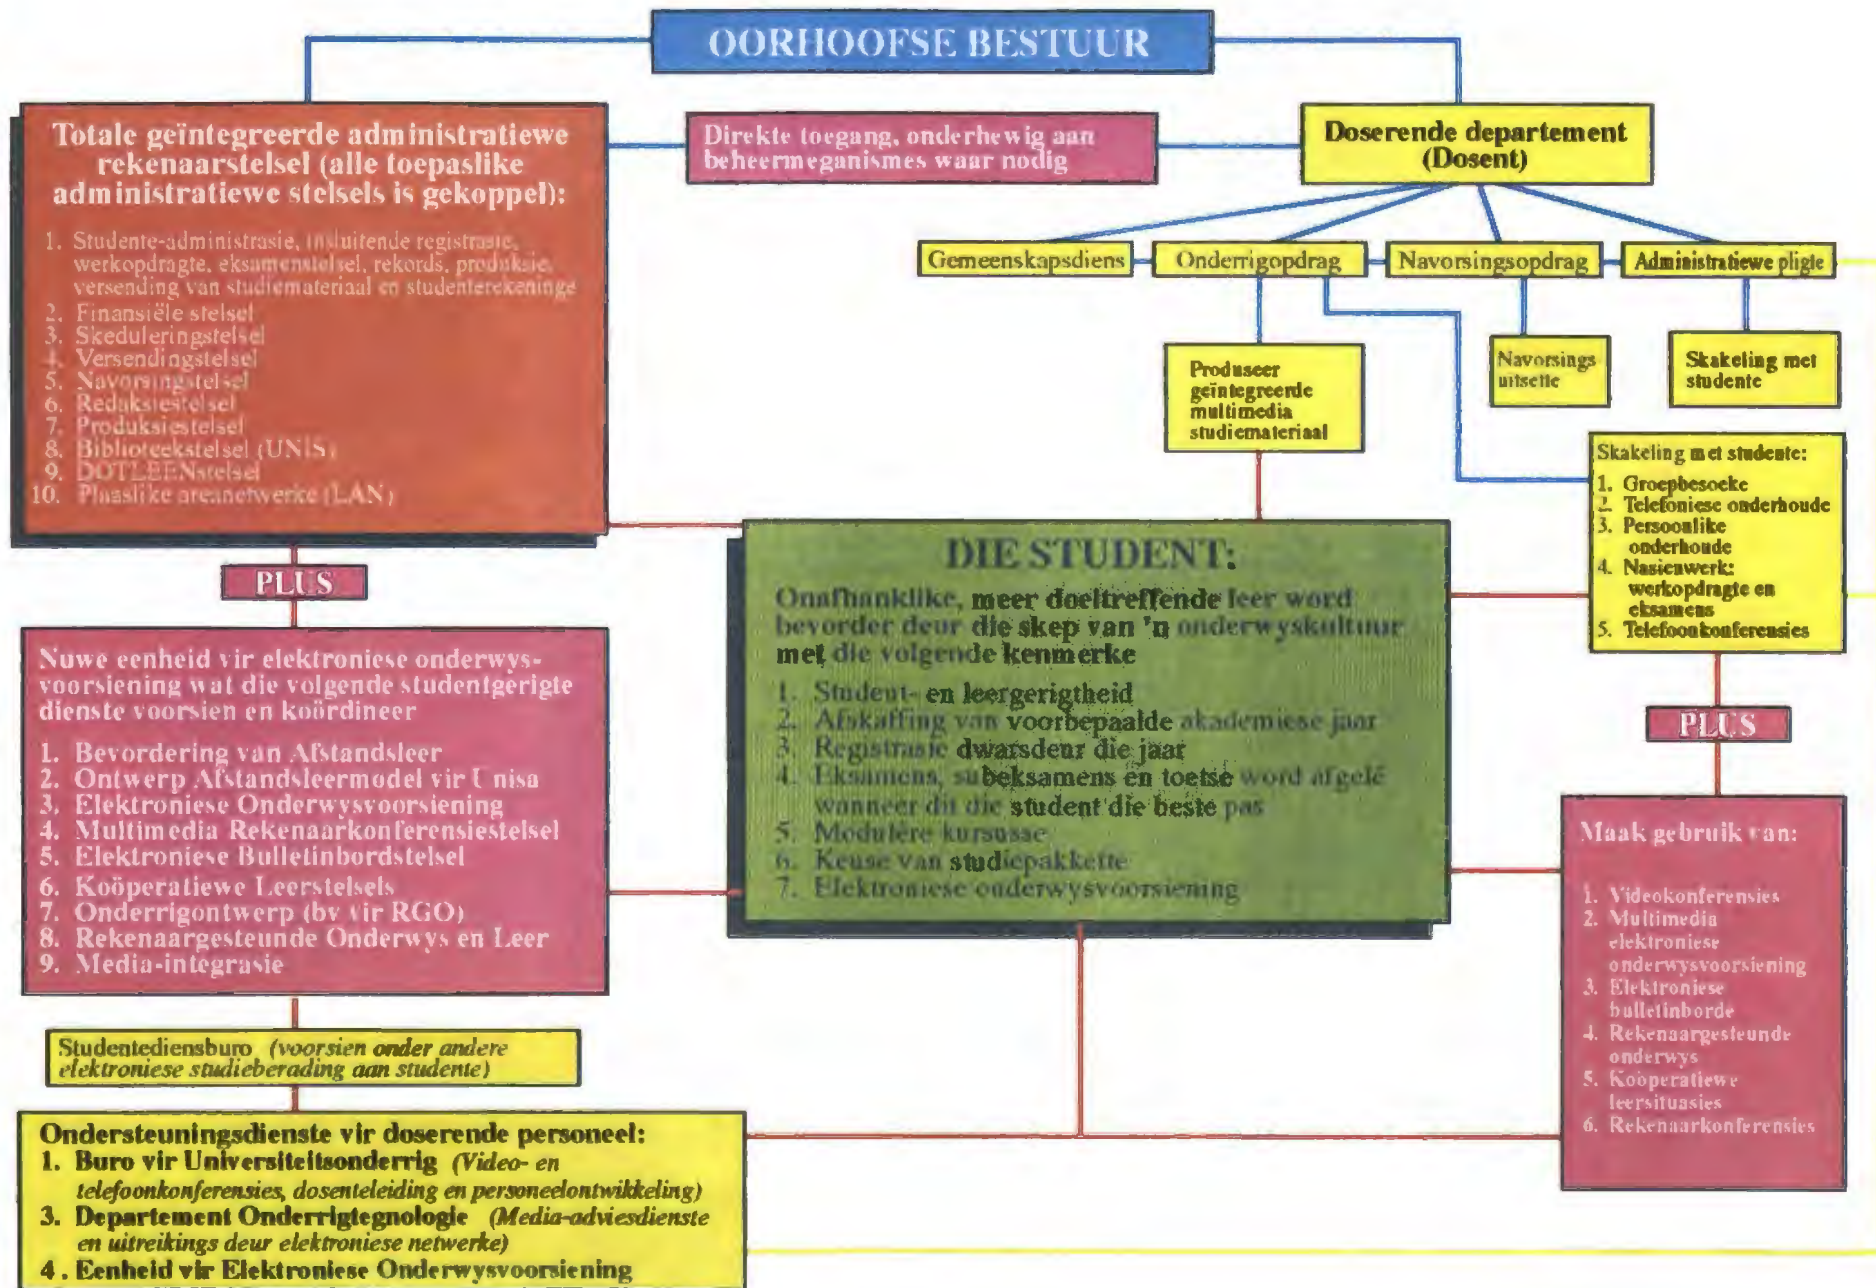 OORHOOFSE BESTUUR
Totale geïntegreerde administratiewe
rekenaarstelsel (alle toepaslike
administratiewe stelsels is gekoppel):
1. Studente-administrasie, insluitende registrasie,
werkopdragte, eksamenstelsel, rekords, produksie,
versending van studiemateriaal en studenterekeninge
2. Finansiële stelsel
3. Skeduleringstelsel
4. Versendingstelsel
5. Navorsingstelsel
6. Redaksiestelsel
7. Produksiestelsel
8. Biblioteekstelsel (UNIS)
9. DOTLEENstelsel
10. Plaaslike areanetwerke (LAN)
Direkte toegang, onderhewig aan
beheermeganismes waar nodig
Doserende departement
(Dosent)
Gemeenskapsdiens
Onderrigopdrag
Navorsingsopdrag
Administratiewe pligte
Produseer
geïntegreerde
multimedia
studiemateriaal
Navorsings
uitsette
Skakeling met
studente
Skakeling met studente:
1. Groepbesoeke
2. Telefoniese onderhoude
3. Persoonlike
onderhoude
4. Nasienwerk:
werkopdragte en
eksamens
5. Telefoonkonferensies
PLUS
Maak gebruik van:
1. Videokonferensies
2. Multimedia
elektroniese
onderwysvoorsiening
3. Elektroniese
bulletinborde
4. Rekenaargesteunde
onderwys
5. Koöperatiewe
leersituasies
6. Rekenaarkonferensies
DIE STUDENT:
Onafhanklike, meer doeltreffende leer word
bevorder deur die skep van 'n onderwyskultuur
met die volgende kenmerke
1. Student- en leergerigtheid
2. Afskaffing van voorbepaalde akademiese jaar
3. Registrasie dwarsdeur die jaar
4. Eksamens, subeksamens en toetse word afgelê
wanneer dit die student die beste pas
5. Modulêre kursusse
6. Keuse van studiepakkette
7. Elektroniese onderwysvoorsiening
PLUS
Nuwe eenheid vir elektroniese onderwys-
voorsiening wat die volgende studentgerigte
dienste voorsien en koördineer
1. Bevordering van Afstandsleer
2. Ontwerp Afstandsleermodel vir Unisa
3. Elektroniese Onderwysvoorsiening
4. Multimedia Rekenaarkonferensiestelsel
5. Elektroniese Bulletinbordstelsel
6. Koöperatiewe Leerstelsels
7. Onderrigontwerp (bv vir RGO)
8. Rekenaargesteunde Onderwys en Leer
9. Media-integrasie
Studentediensburo (voorsien onder andere
elektroniese studieberading aan studente)
Ondersteuningsdienste vir doserende personeel:
1. Buro vir Universiteitsonderrig (Video- en
telefoonkonferensies, dosenteleiding en personeelontwikkeling)
3. Departement Onderrigtegnologie (Media-adviesdienste
en uitreikings deur elektroniese netwerke)
4. Eenheid vir Elektroniese Onderwysvoorsiening